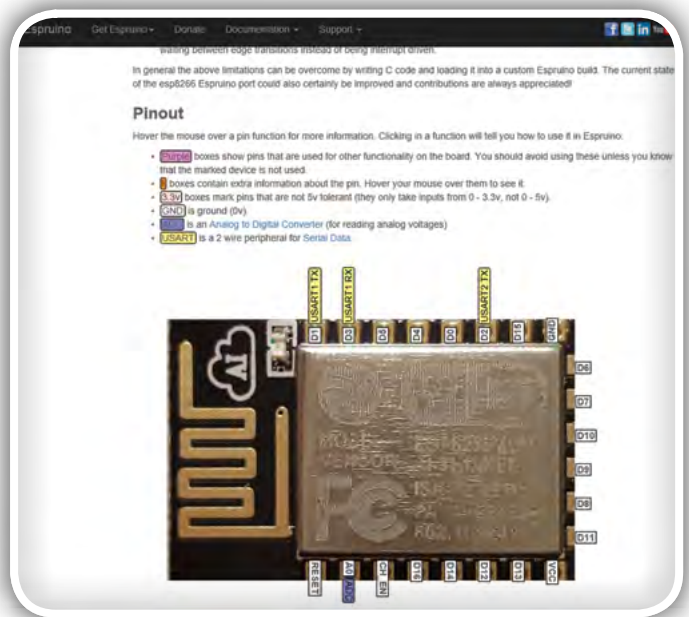 Espruino Get Espruino Donate Documentation Support
waiting between edge transitions instead of being interrupt driven.
In general the above limitations can be overcome by writing C code and loading it into a custom Espruino build. The current state
of the esp8266 Espruino port could also certainly be improved and contributions are always appreciated!
Pinout
Hover the mouse over a pin function for more information. Clicking in a function will tell you how to use it in Espruino.
Purple boxes show pins that are used for other functionality on the board. You should avoid using these unless you know
that the marked device is not used.
boxes contain extra information about the pin. Hover your mouse over them to see it.
3.3v boxes mark pins that are not 5v tolerant (they only take inputs from 0 - 3.3v, not 0 - 5v).
GND is ground (0v).
ADC is an Analog to Digital Converter (for reading analog voltages)
USART is a 2 wire peripheral for Serial Data.
USART1 TX
USART1 RX
USART2 TX
D1
D3
D5
D4
D0
D2
D15
GND
AI
D6
D7
D10
D9
D8
D11
VENDOR
FC
RESET
A0 ADC
CH_EN
D16
D14
D12
D13
VCC